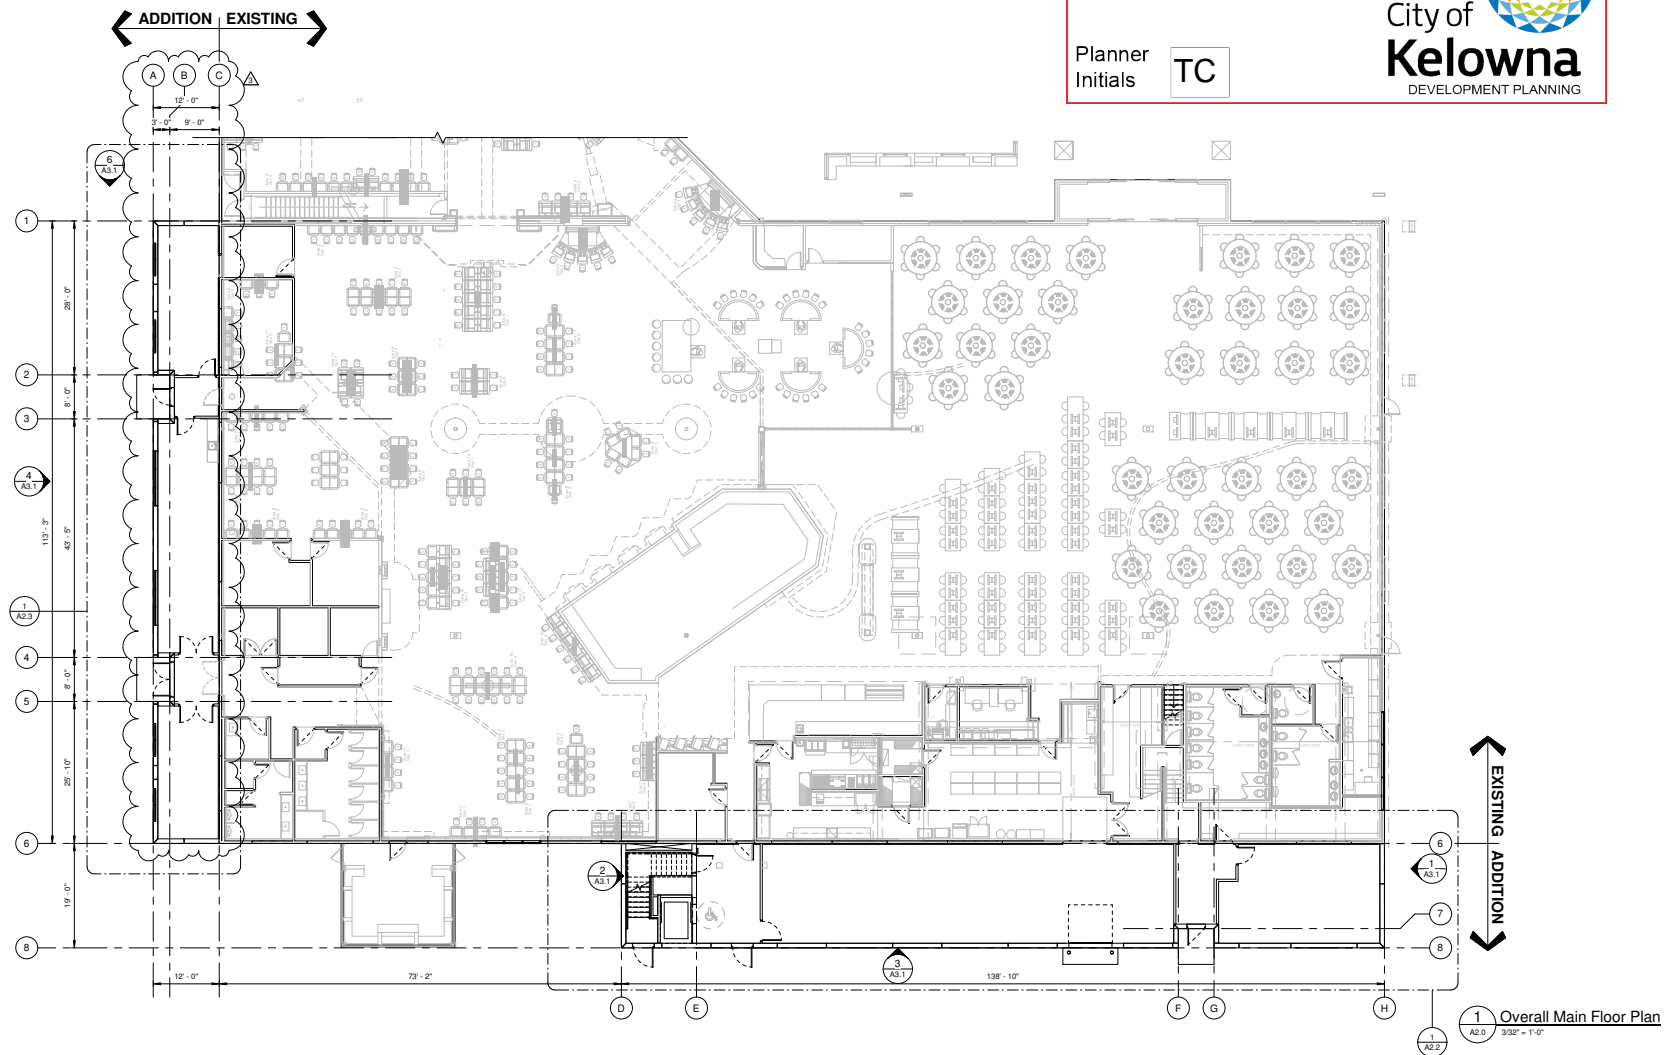 ADDITION EXISTING
City of
Kelowna
DEVELOPMENT PLANNING
Planner
Initials
TC
A B C
3
12' - 0"
3' - 0" 9' - 0"
6
A3.1
1
28' - 0"
2
8' - 0"
3
4
A3.1
113' - 3"
43' - 5"
1
A2.3
4
8' - 0"
5
25' - 10"
6
19' - 0"
8
EXISTING ADDITION
6
2
A3.1
1
A3.1
7
8
3
A3.1
12' - 0" 73' - 2" 138' - 10"
D E F G H
1
A2.2
1
A2.0
Overall Main Floor Plan
3/32" = 1'-0"